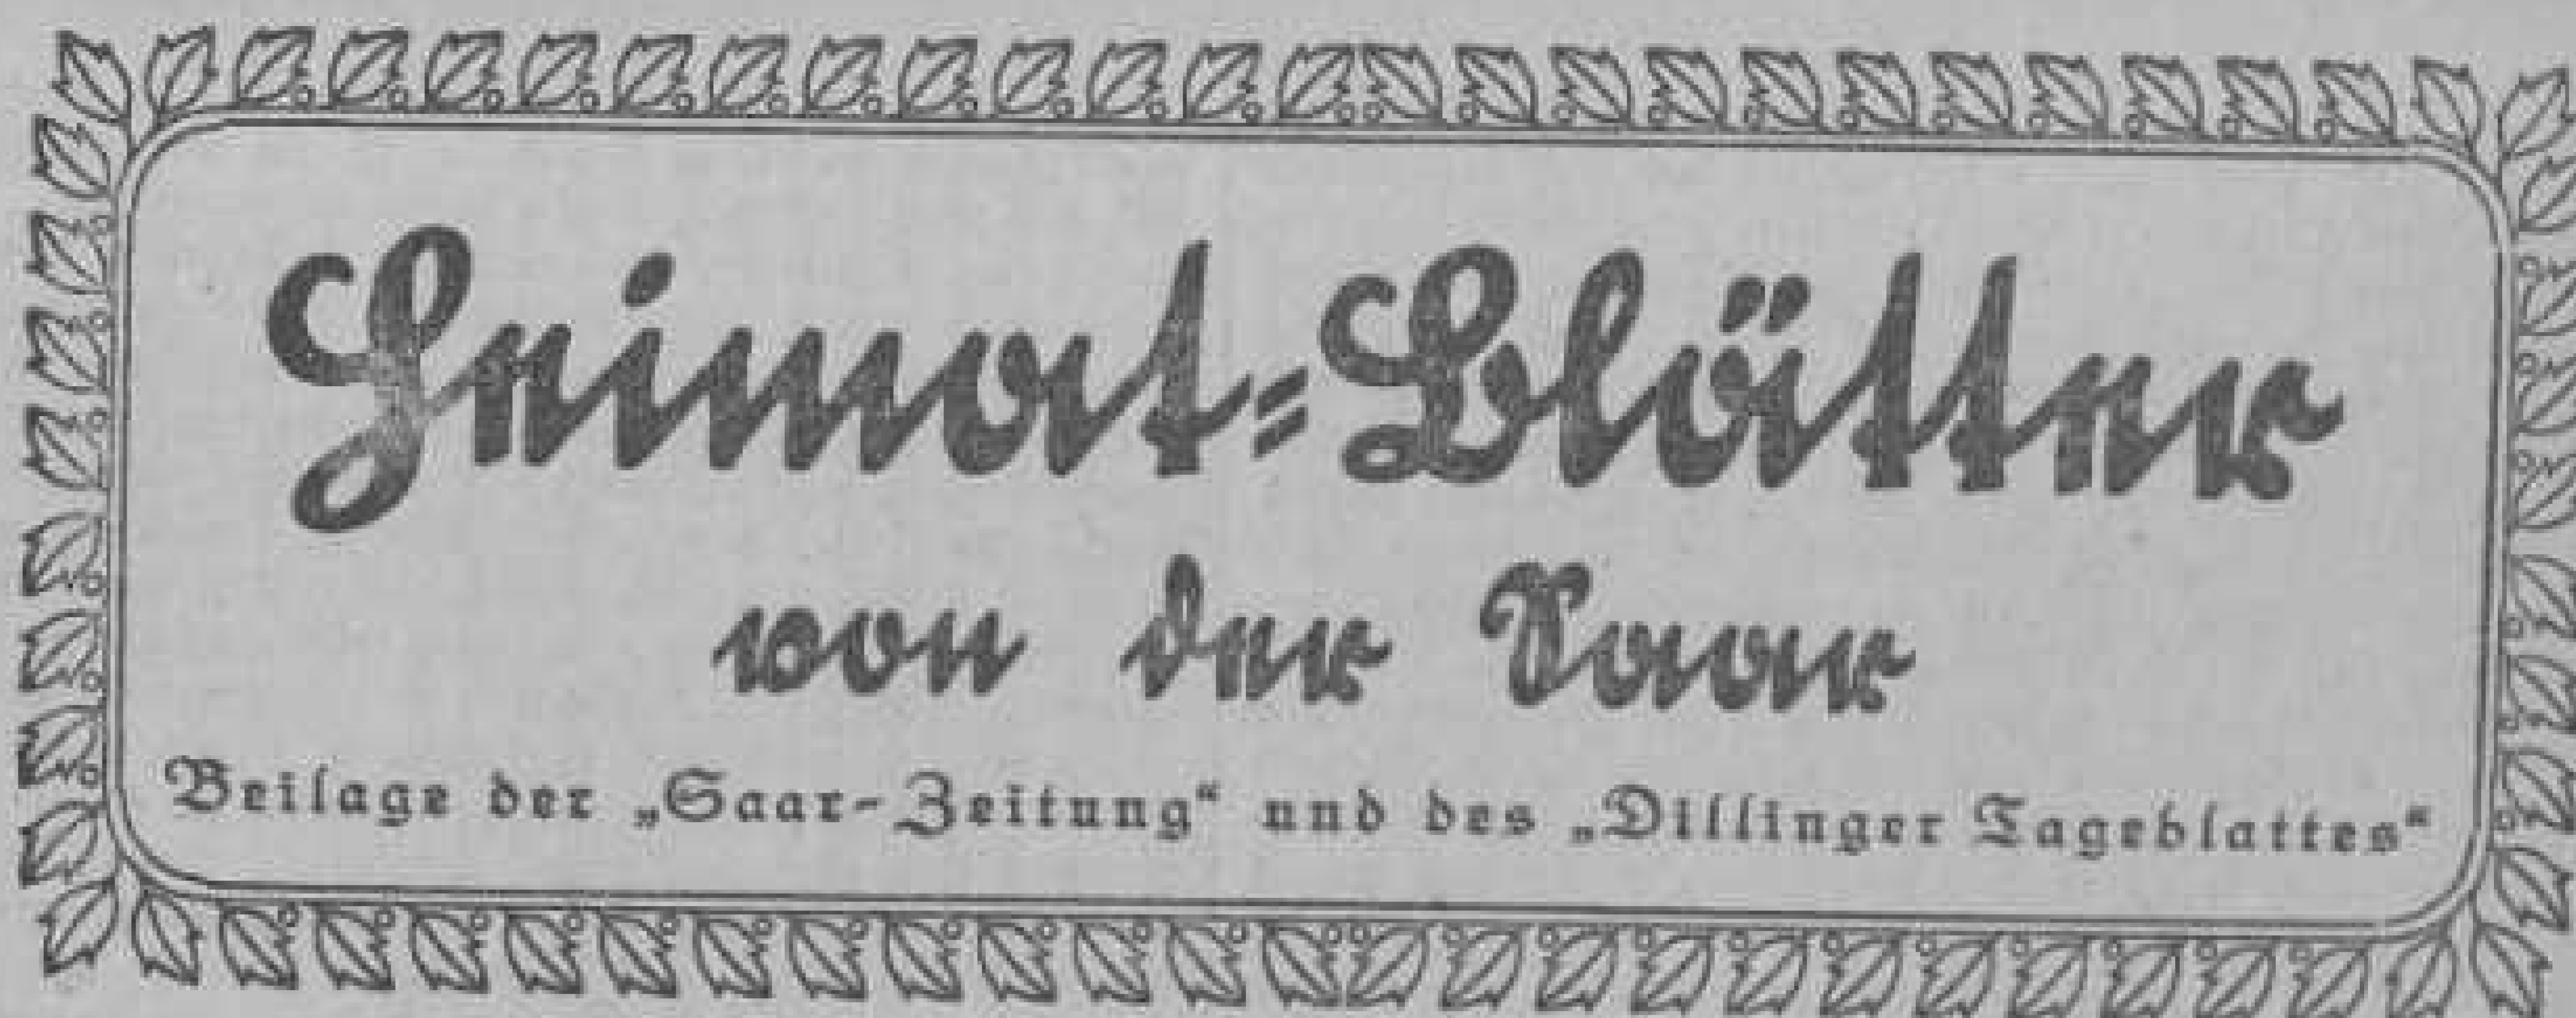 Heimat=Blätter
von der Saar
Beilage der „Saar-Zeitung“ und des „Dillinger Tageblattes“